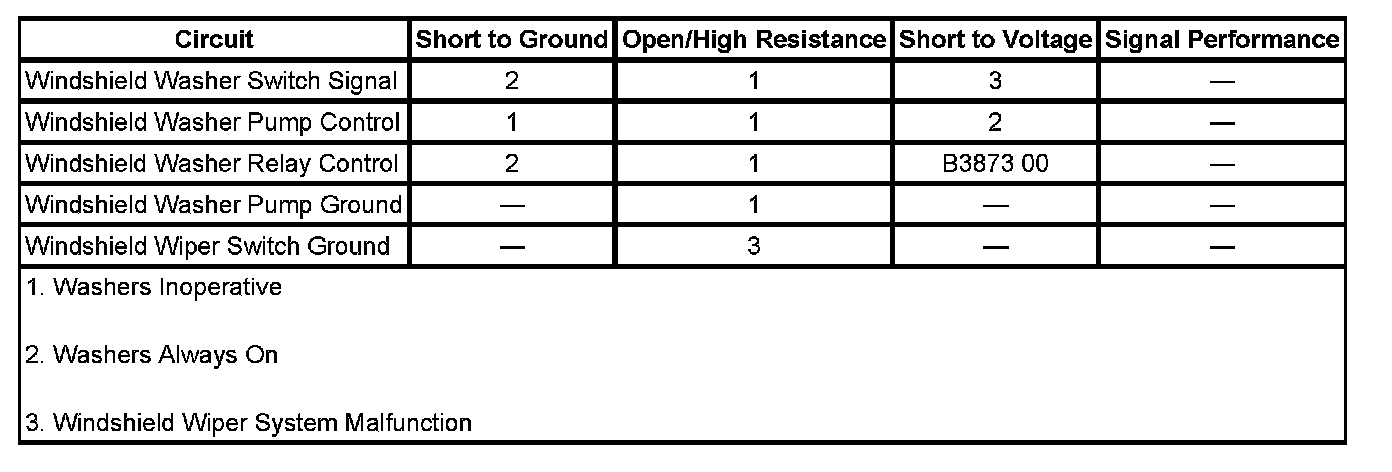 Circuit Short to Ground Open/High Resistance Short to Voltage Signal Performance
Windshield Washer Switch Signal 2 1 3 —
Windshield Washer Pump Control 1 1 2 —
Windshield Washer Relay Control 2 1 B3873 00 —
Windshield Washer Pump Ground — 1 — —
Windshield Wiper Switch Ground — 3 — —
1. Washers Inoperative
2. Washers Always On
3. Windshield Wiper System Malfunction